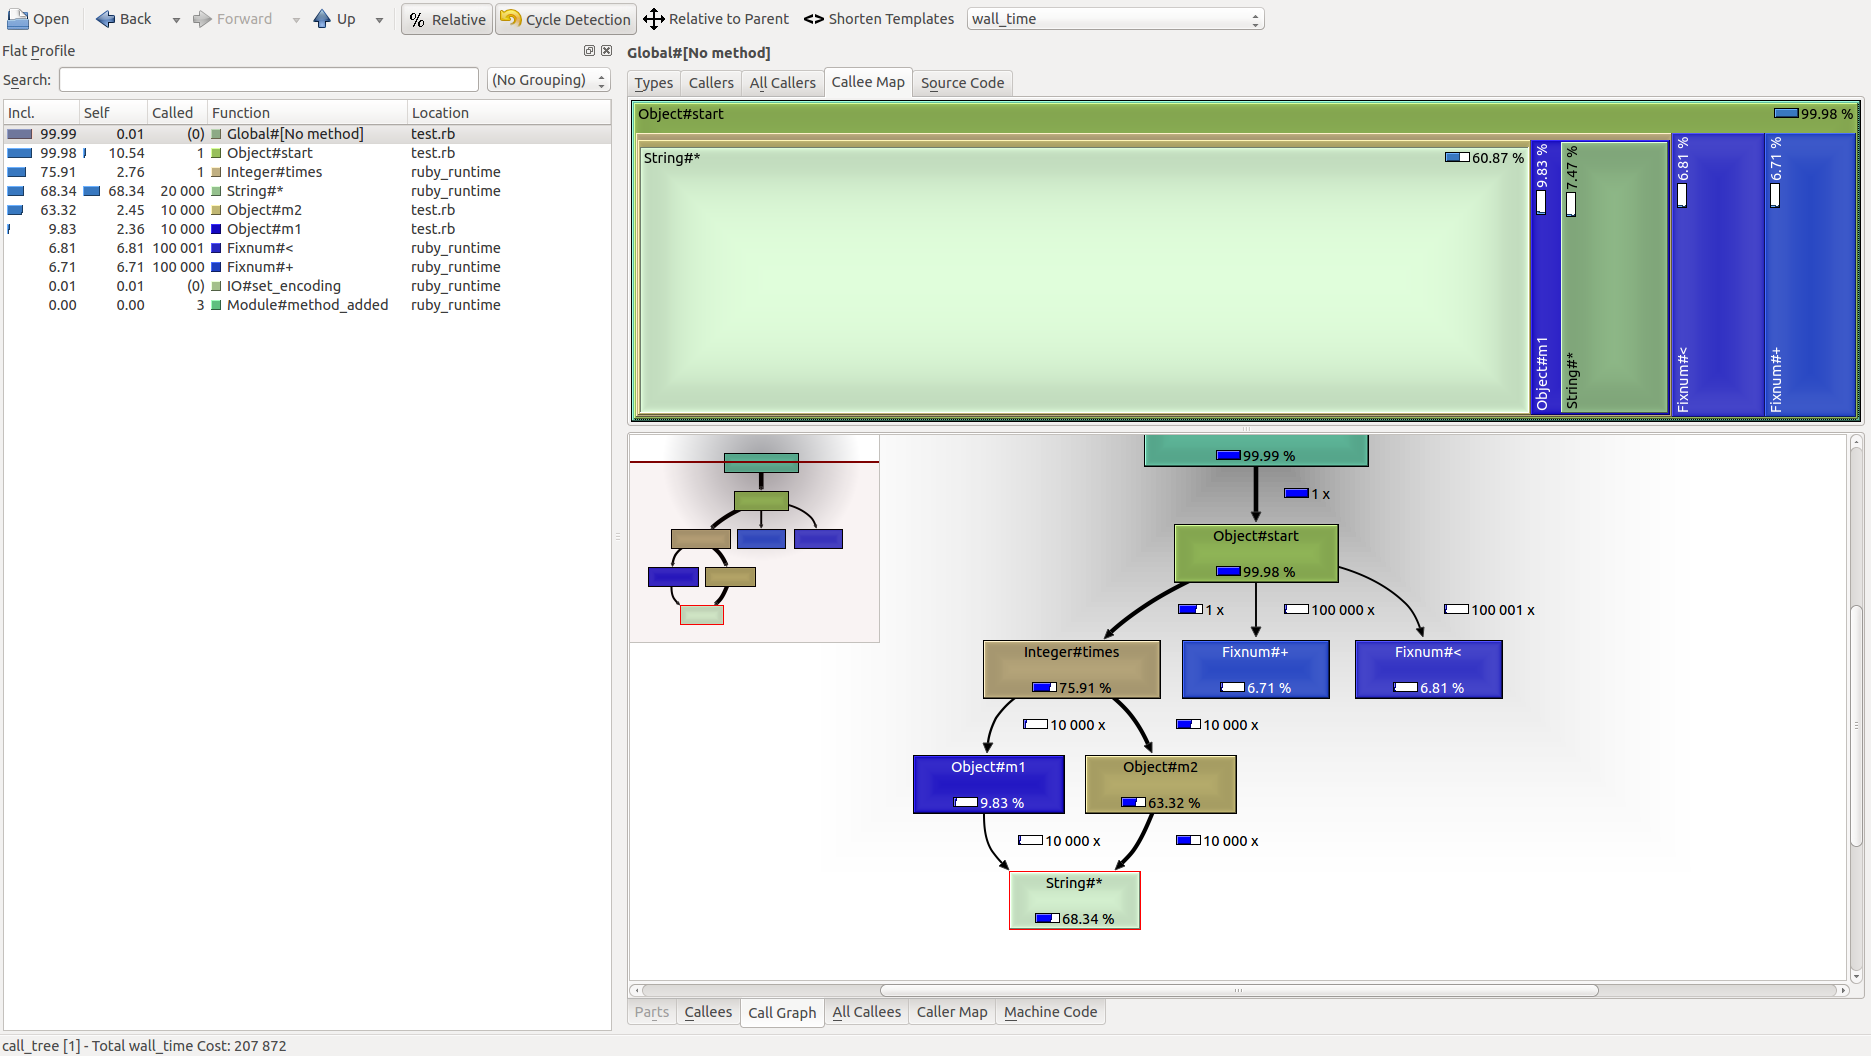 Open Back Forward Up % Relative Cycle Detection Relative to Parent <> Shorten Templates wall_time
Flat Profile
Search: (No Grouping)
Incl. Self Called Function Location
99.99 0.01 (0) Global#[No method] test.rb
99.98 10.54 1 Object#start test.rb
75.91 2.76 1 Integer#times ruby_runtime
68.34 68.34 20 000 String#* ruby_runtime
63.32 2.45 10 000 Object#m2 test.rb
9.83 2.36 10 000 Object#m1 test.rb
6.81 6.81 100 001 Fixnum#< ruby_runtime
6.71 6.71 100 000 Fixnum#+ ruby_runtime
0.01 0.01 (0) IO#set_encoding ruby_runtime
0.00 0.00 3 Module#method_added ruby_runtime
Global#[No method]
Types Callers All Callers Callee Map Source Code
Object#start 99.98 %
String#* 60.87 %
Object#m1 9.83 %
String#* 7.47 %
Fixnum#< 6.81 %
Fixnum#+ 6.71 %
99.99 %
1 x
Object#start
99.98 %
1 x 100 000 x 100 001 x
Integer#times Fixnum#+ Fixnum#<
75.91 % 6.71 % 6.81 %
10 000 x 10 000 x
Object#m1 Object#m2
9.83 % 63.32 %
10 000 x 10 000 x
String#*
68.34 %
Parts Callees Call Graph All Callees Caller Map Machine Code
call_tree [1] - Total wall_time Cost: 207 872